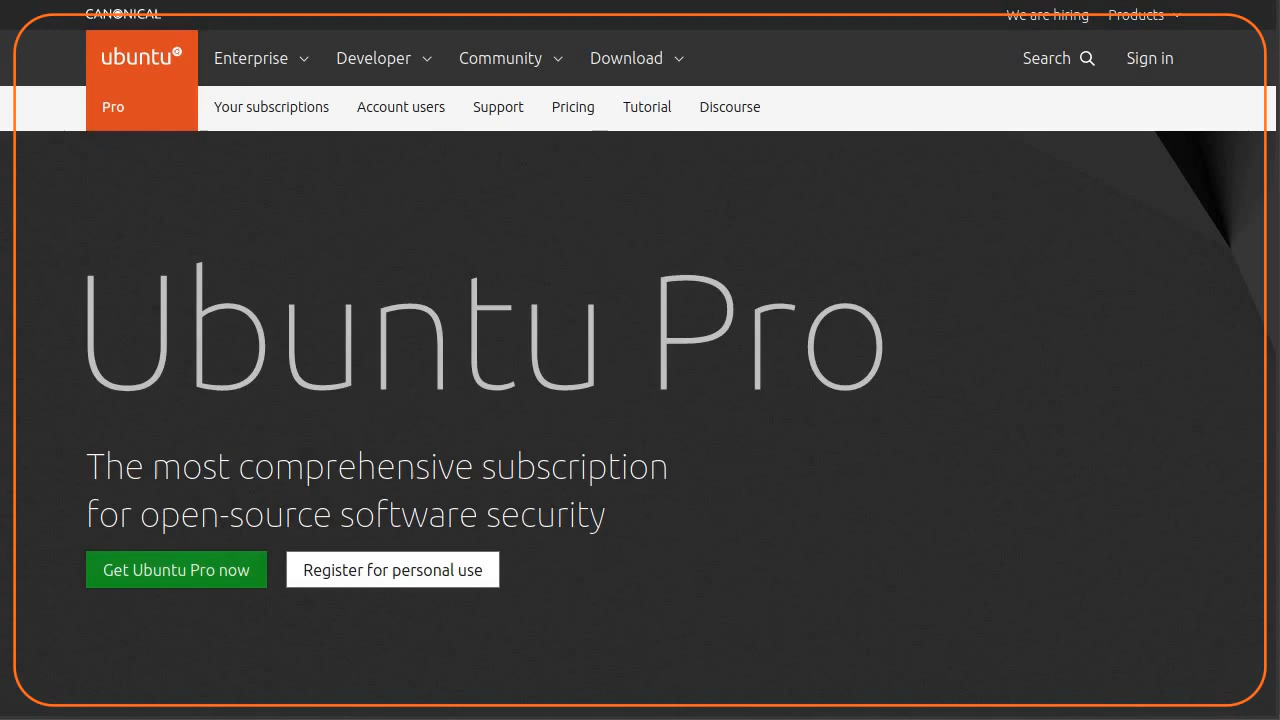 CANONICAL
We are hiring Products
ubuntu Enterprise Developer Community Download Search Sign in
Pro Your subscriptions Account users Support Pricing Tutorial Discourse
Ubuntu Pro
The most comprehensive subscription
for open-source software security
Get Ubuntu Pro now Register for personal use